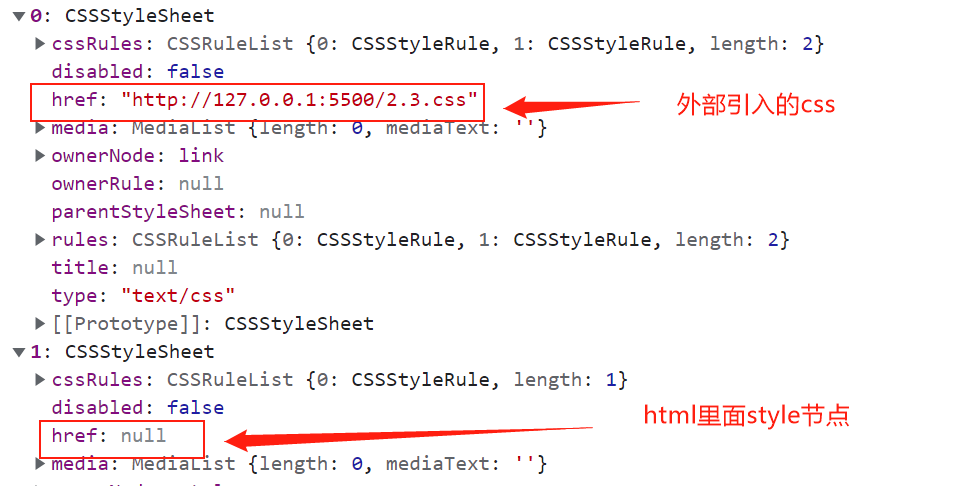 0: CSSStyleSheet
cssRules: CSSRuleList {0: CSSStyleRule, 1: CSSStyleRule, length: 2}
disabled: false
href: "http://127.0.0.1:5500/2.3.css"
外部引入的css
media: MediaList {length: 0, mediaText: ''}
ownerNode: link
ownerRule: null
parentStyleSheet: null
rules: CSSRuleList {0: CSSStyleRule, 1: CSSStyleRule, length: 2}
title: null
type: "text/css"
[[Prototype]]: CSSStyleSheet
1: CSSStyleSheet
cssRules: CSSRuleList {0: CSSStyleRule, length: 1}
disabled: false
href: null
html里面style节点
media: MediaList {length: 0, mediaText: ''}